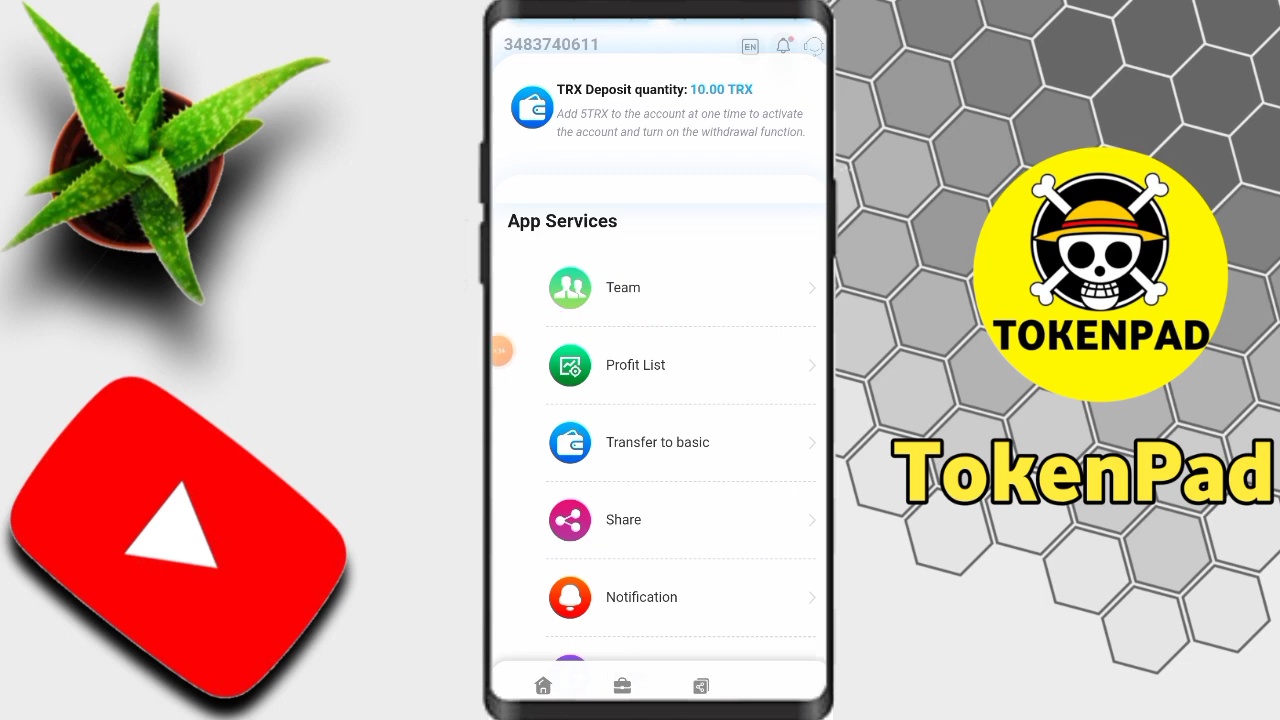 3483740611
EN
TRX Deposit quantity: 10.00 TRX
Add 5TRX to the account at one time to activate
the account and turn on the withdrawal function.
App Services
Team
Profit List
Transfer to basic
Share
Notification
TOKENPAD
TokenPad